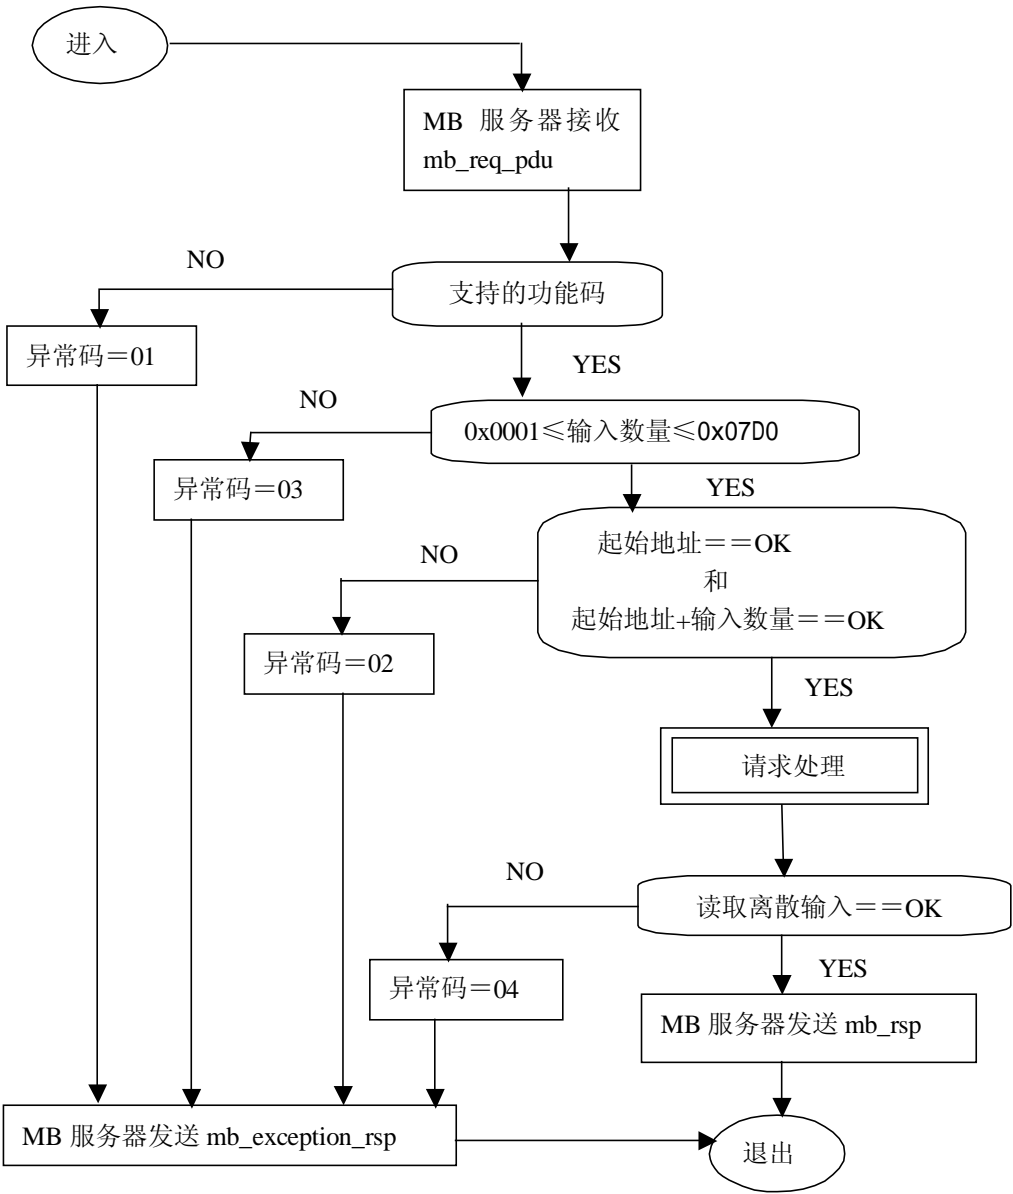 进入
MB 服务器接收
mb_req_pdu
NO
支持的功能码
异常码＝01
YES
NO
0x0001≤输入数量≤0x07D0
异常码＝03
YES
NO
起始地址＝＝OK
和
起始地址+输入数量＝＝OK
异常码＝02
YES
请求处理
NO
读取离散输入＝＝OK
异常码＝04
YES
MB 服务器发送 mb_rsp
MB 服务器发送 mb_exception_rsp
退出